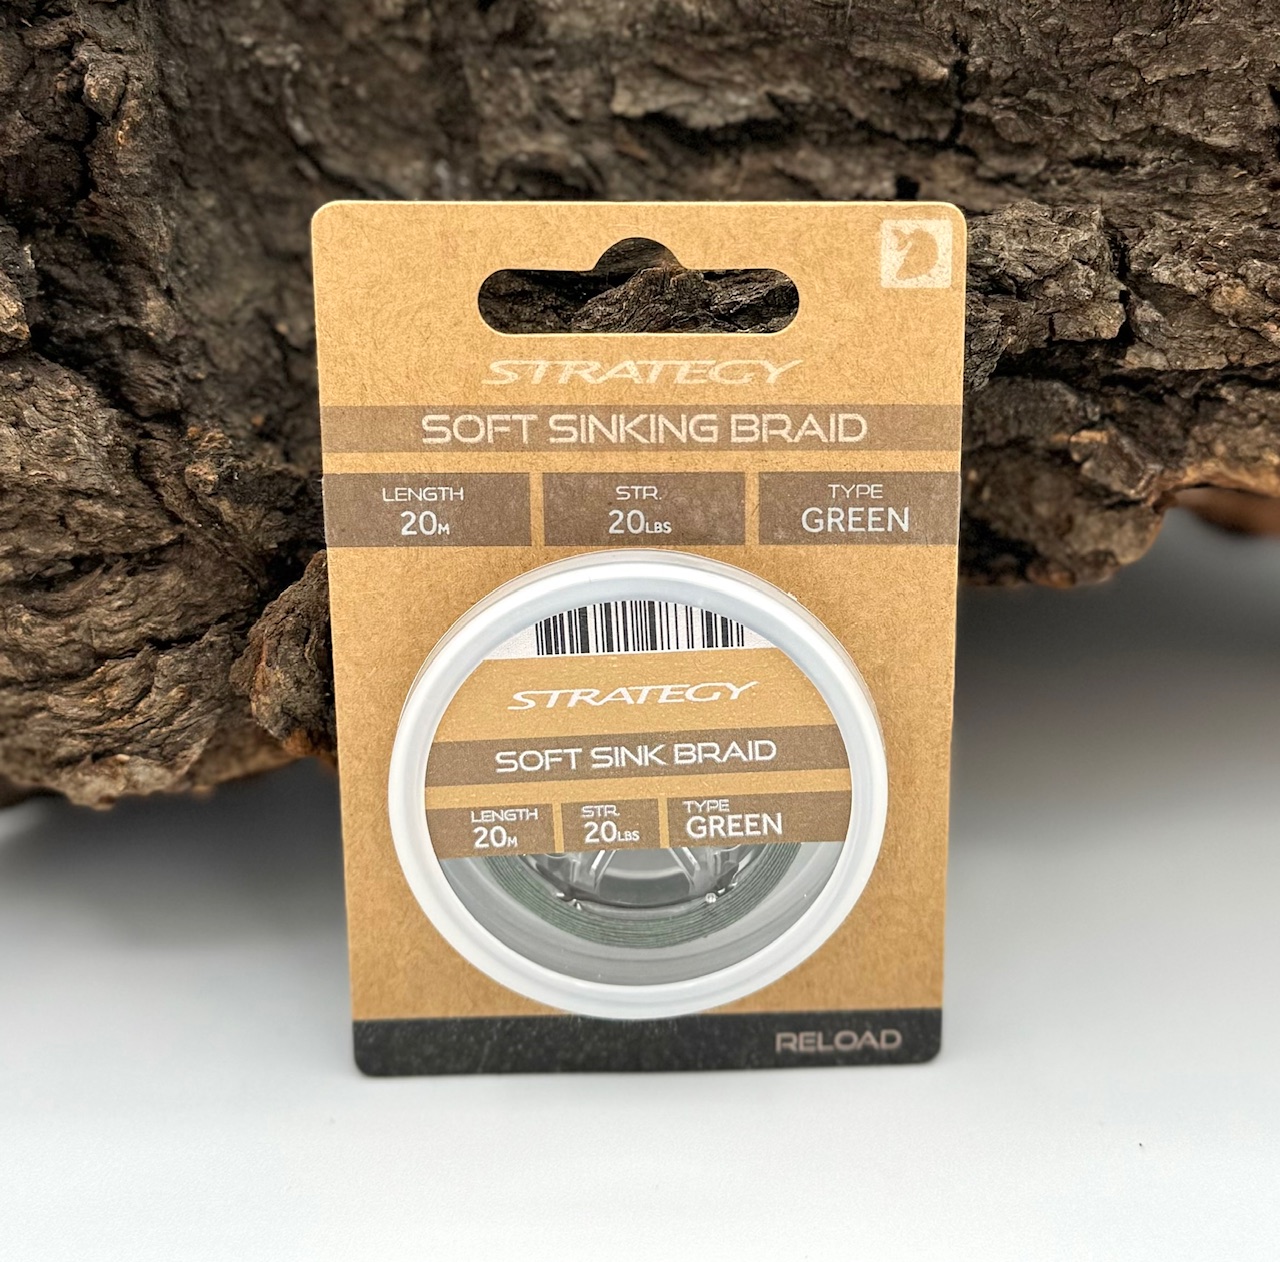 STRATEGY
SOFT SINKING BRAID
LENGTH STR. TYPE
20M 20LBS GREEN
STRATEGY
SOFT SINK BRAID
LENGTH STR. TYPE
20M 20LBS GREEN
RELOAD